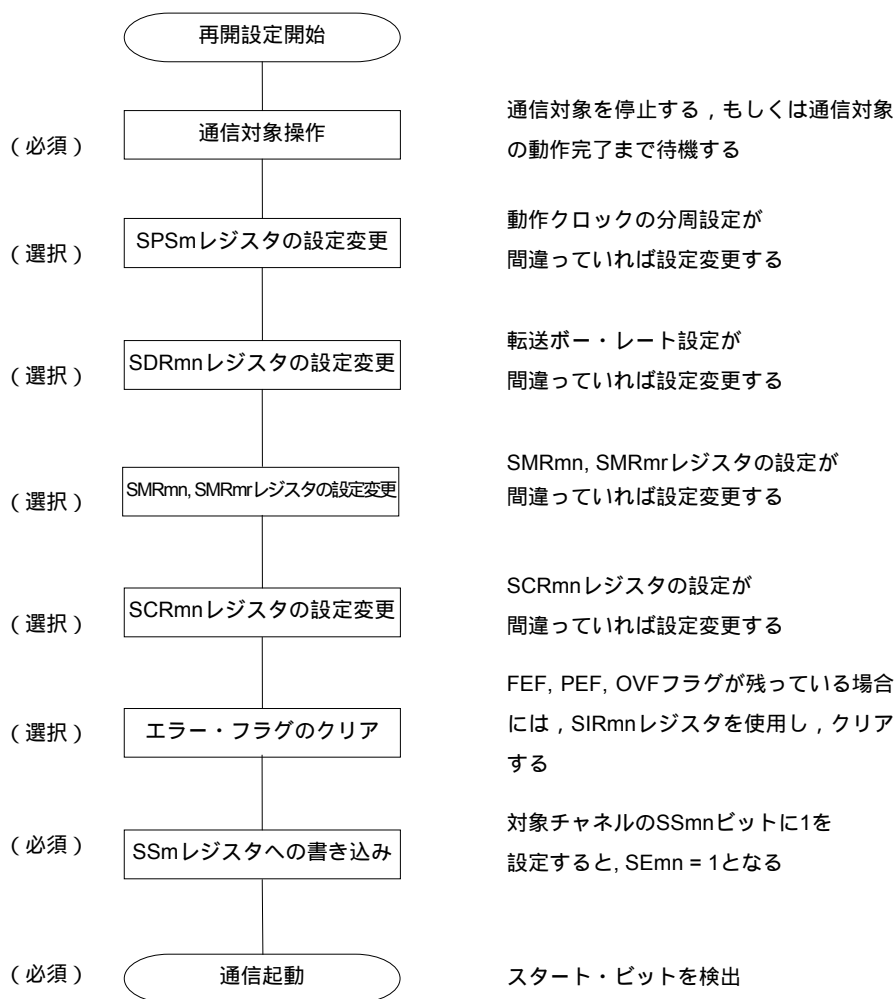 再開設定開始
(必須)
通信対象操作
通信対象を停止する,もしくは通信対象
の動作完了まで待機する
(選択)
SPSmレジスタの設定変更
動作クロックの分周設定が
間違っていれば設定変更する
(選択)
SDRmnレジスタの設定変更
転送ボー・レート設定が
間違っていれば設定変更する
(選択)
SMRmn, SMRmrレジスタの設定変更
SMRmn, SMRmrレジスタの設定が
間違っていれば設定変更する
(選択)
SCRmnレジスタの設定変更
SCRmnレジスタの設定が
間違っていれば設定変更する
(選択)
エラー・フラグのクリア
FEF, PEF, OVFフラグが残っている場合
には,SIRmnレジスタを使用し,クリア
する
(必須)
SSmレジスタへの書き込み
対象チャネルのSSmnビットに1を
設定すると, SEmn = 1となる
(必須)
通信起動
スタート・ビットを検出